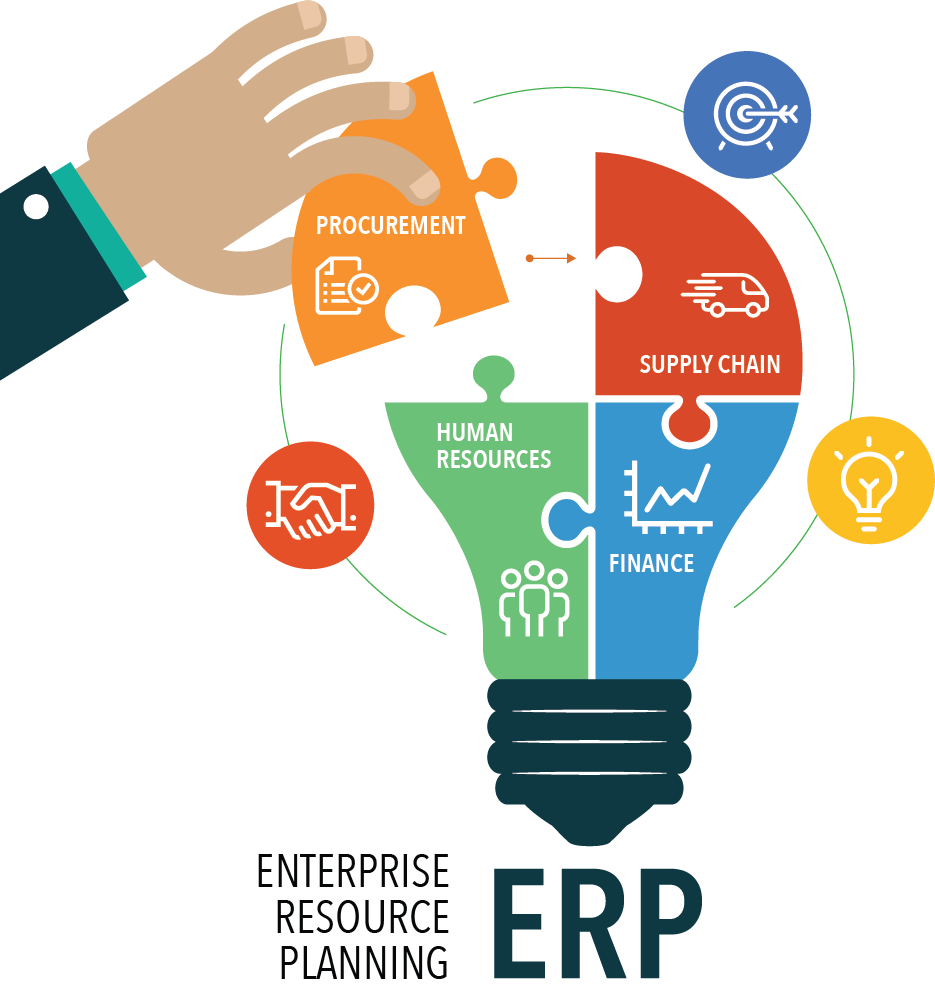 PROCUREMENT
SUPPLY CHAIN
HUMAN
RESOURCES
FINANCE
ENTERPRISE
RESOURCE
PLANNING
ERP